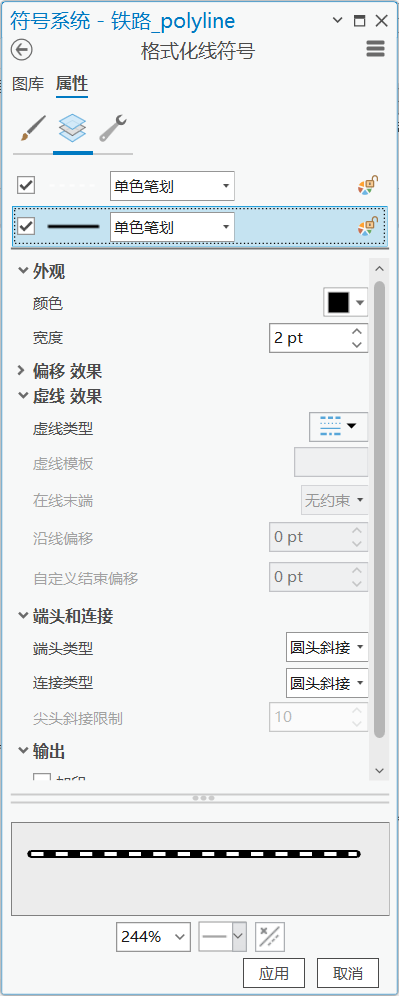 符号系统 - 铁路_polyline
格式化线符号
图库 属性
单色笔划
单色笔划
外观
颜色
宽度 2 pt
偏移 效果
虚线 效果
虚线类型
虚线模板
在线末端 无约束
沿线偏移 0 pt
自定义结束偏移 0 pt
端头和连接
端头类型 圆头斜接
连接类型 圆头斜接
尖头斜接限制 10
输出
244%
应用 取消